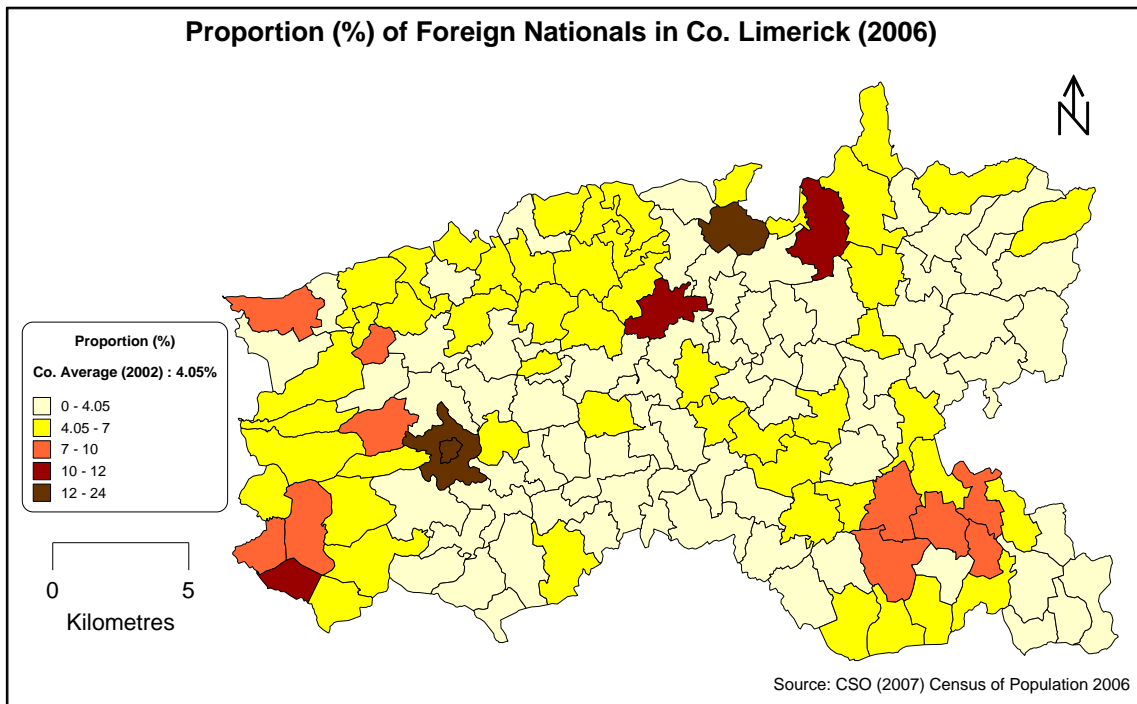 Proportion (%) of Foreign Nationals in Co. Limerick (2006)
N
Proportion (%)
Co. Average (2002) : 4.05%
0 - 4.05
4.05 - 7
7 - 10
10 - 12
12 - 24
0 5
Kilometres
Source: CSO (2007) Census of Population 2006